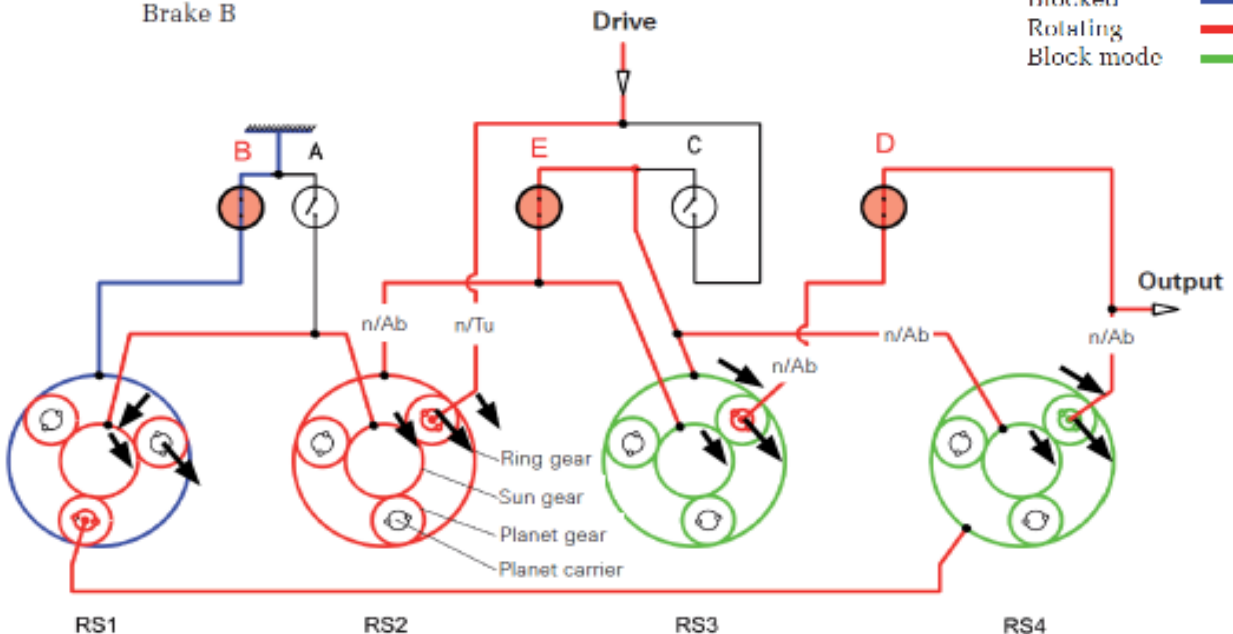 Brake B
Drive
Blocked
Rotating
Block mode
B
A
E
C
D
Output
n/Ab
n/Tu
n/Ab
n/Ab
n/Ab
Ring gear
Sun gear
Planet gear
Planet carrier
RS1
RS2
RS3
RS4